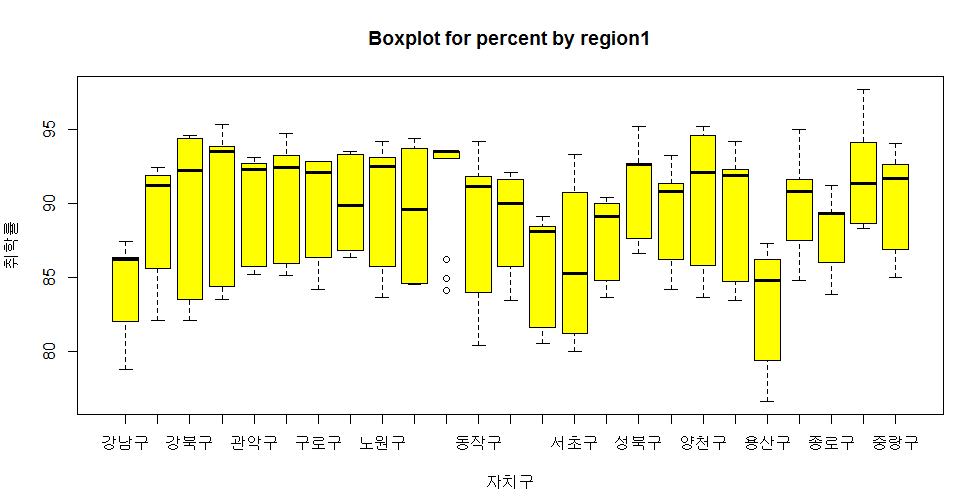 Boxplot for percent by region1
취학률
95
90
85
80
강남구 강북구 관악구 구로구 노원구 동작구 서초구 성북구 양천구 용산구 종로구 중랑구
자치구